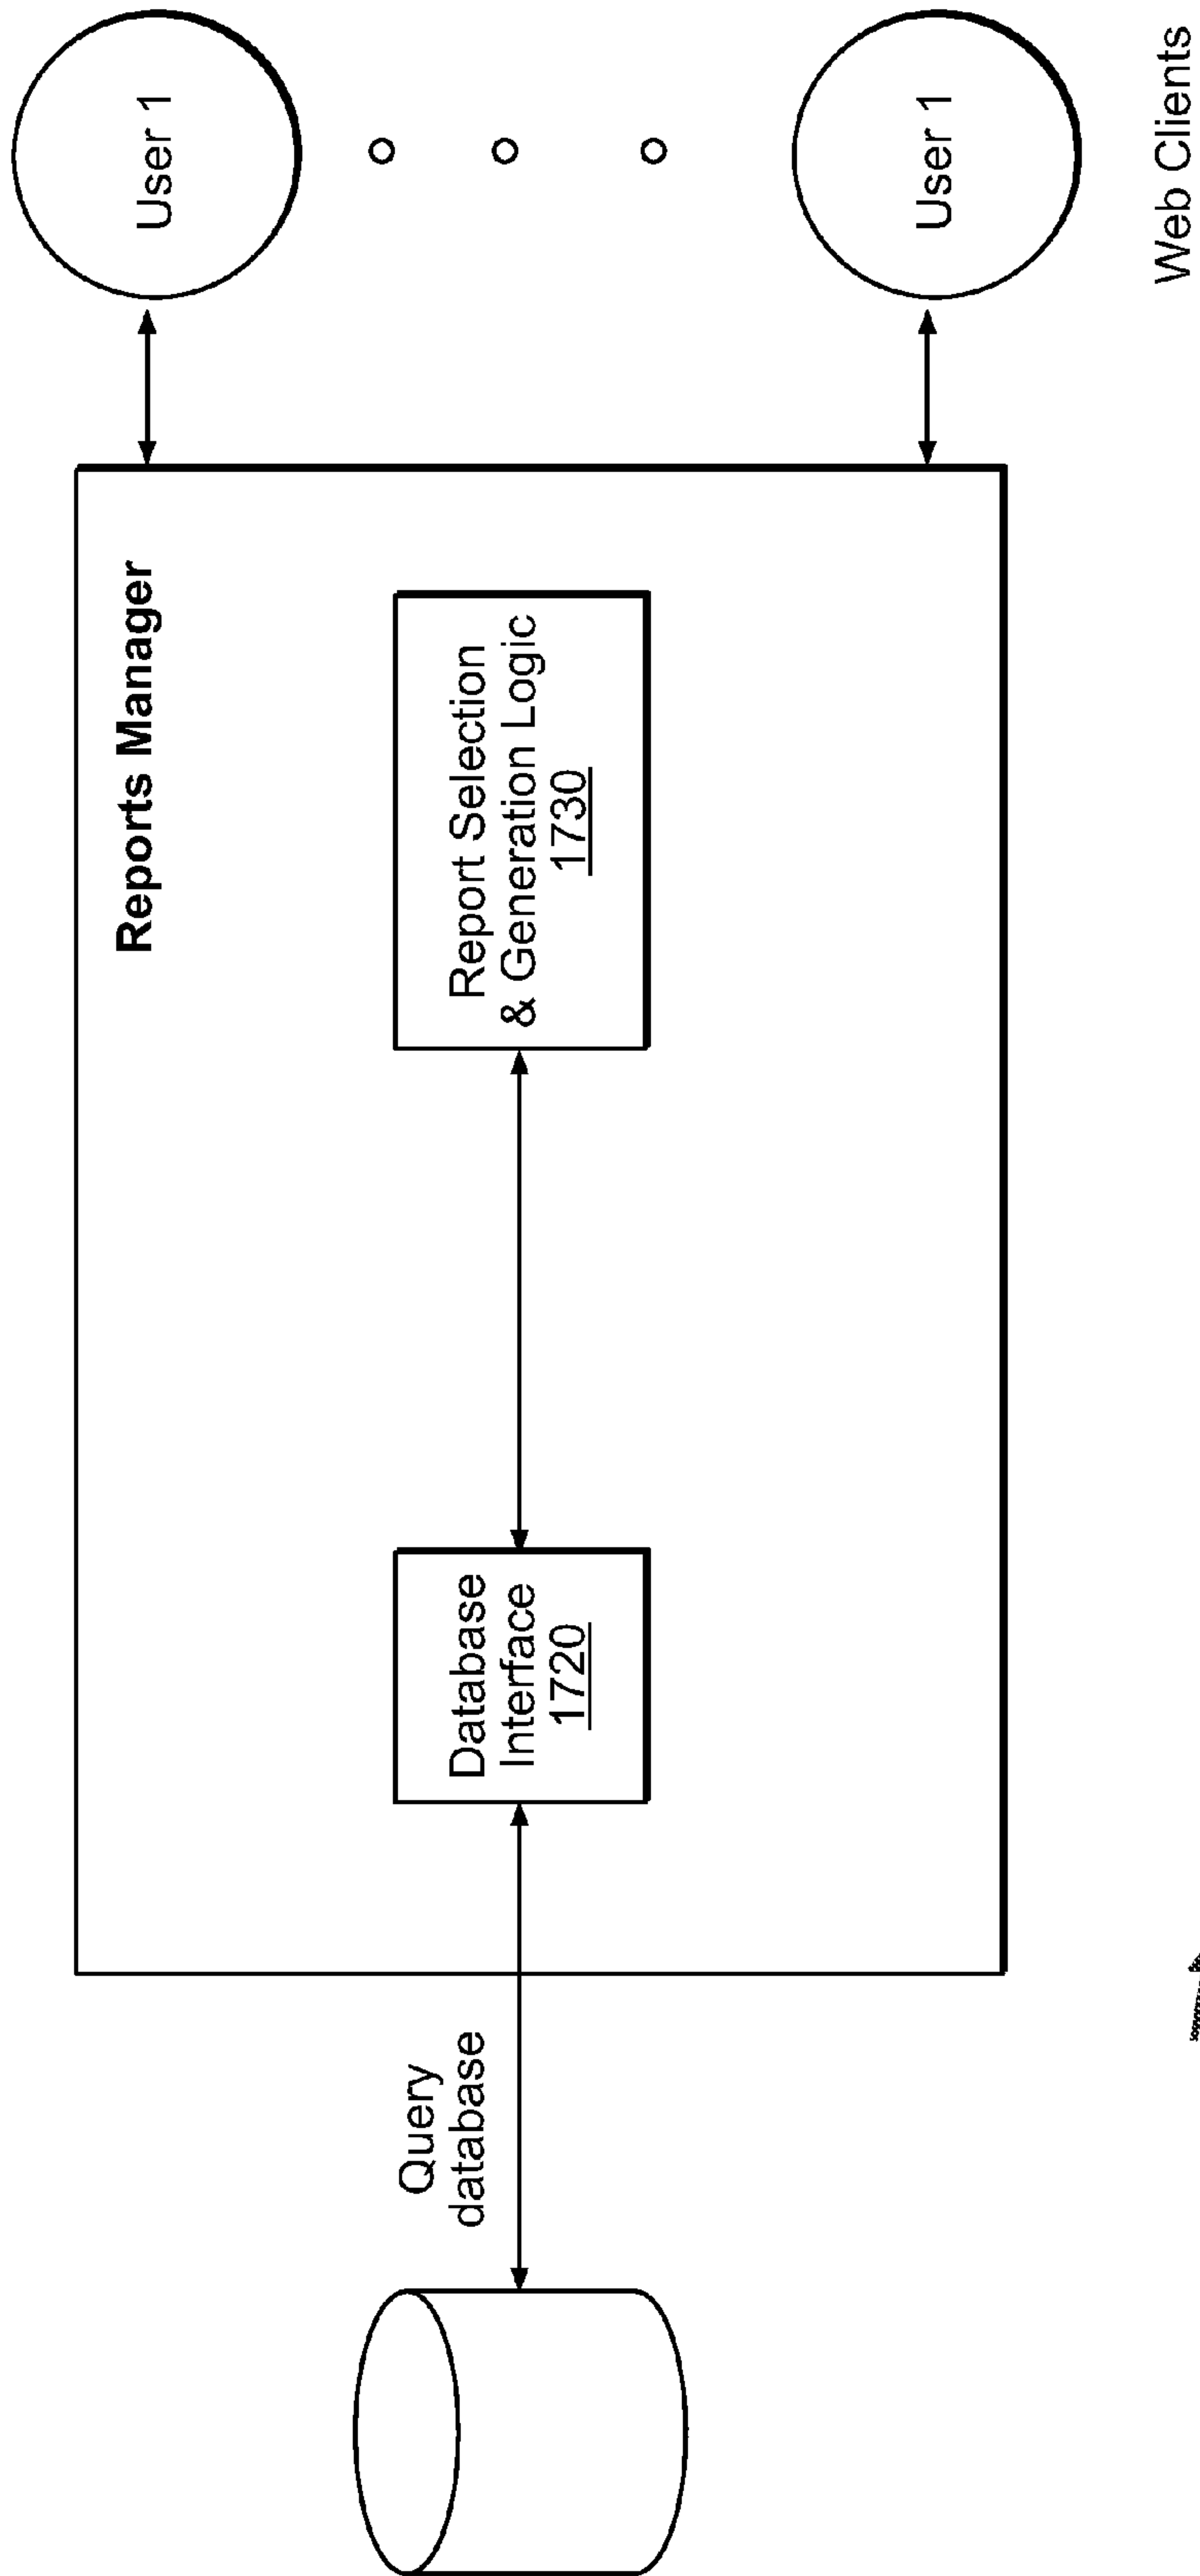 Reports Manager
Query
database
Database
Interface
1720
Report Selection
& Generation Logic
1730
User 1
User 1
Web Clients